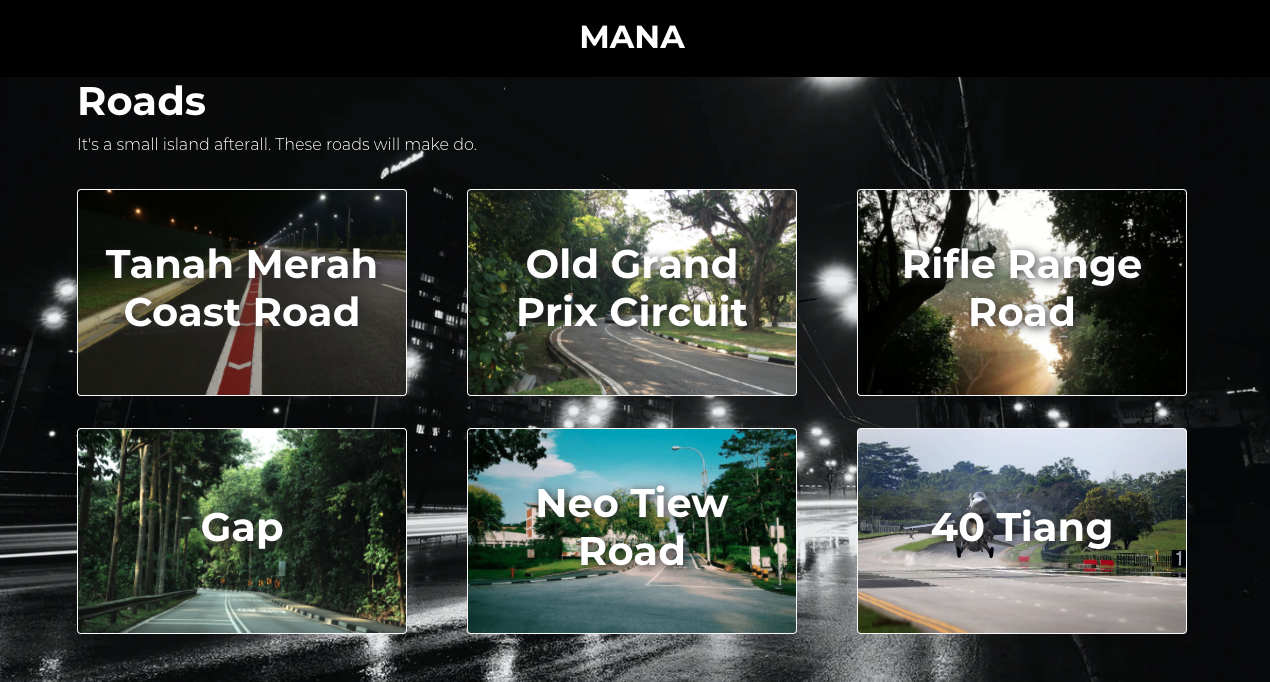 MANA
Roads
It's a small island afterall. These roads will make do.
Tanah Merah
Coast Road
Old Grand
Prix Circuit
Rifle Range
Road
Gap
Neo Tiew
Road
40 Tiang
1